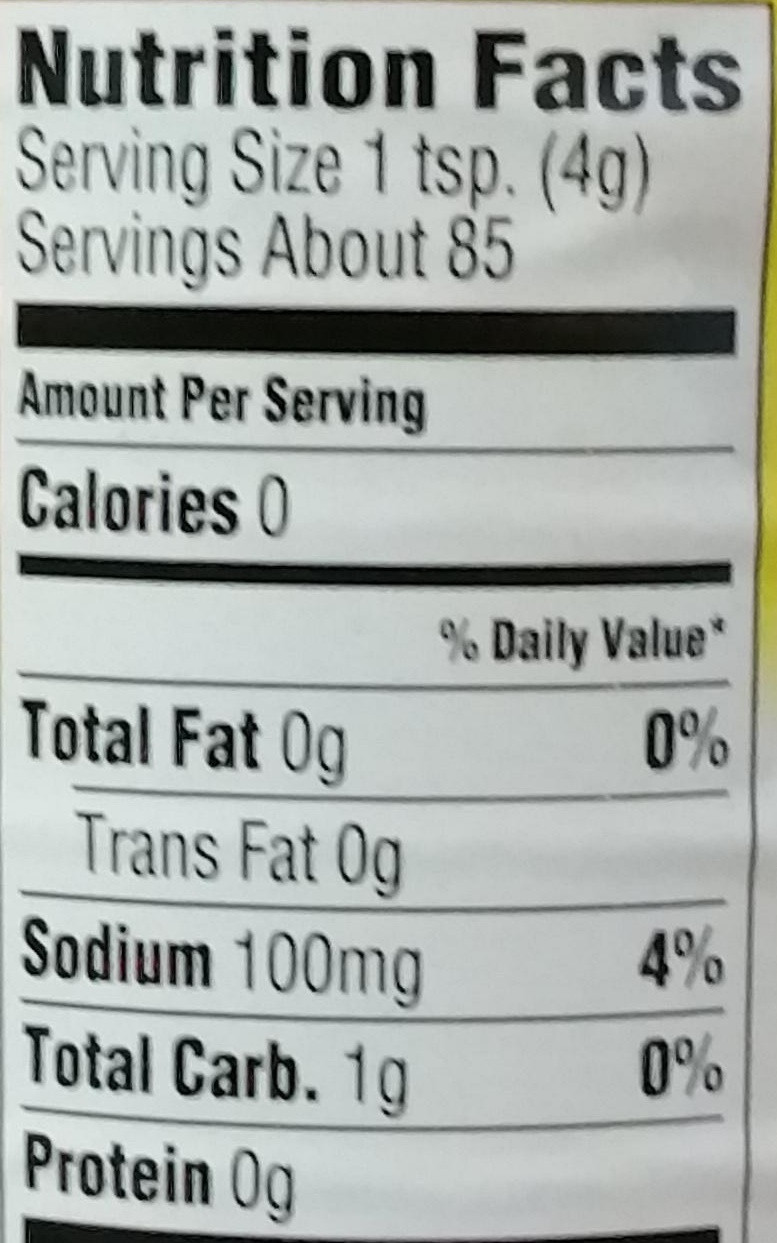 Nutrition Facts
Serving Size 1 tsp. (4g)
Servings About 85
Amount Per Serving
Calories 0
% Daily Value*
Total Fat 0g 0%
Trans Fat 0g
Sodium 100mg 4%
Total Carb. 1g 0%
Protein 0g